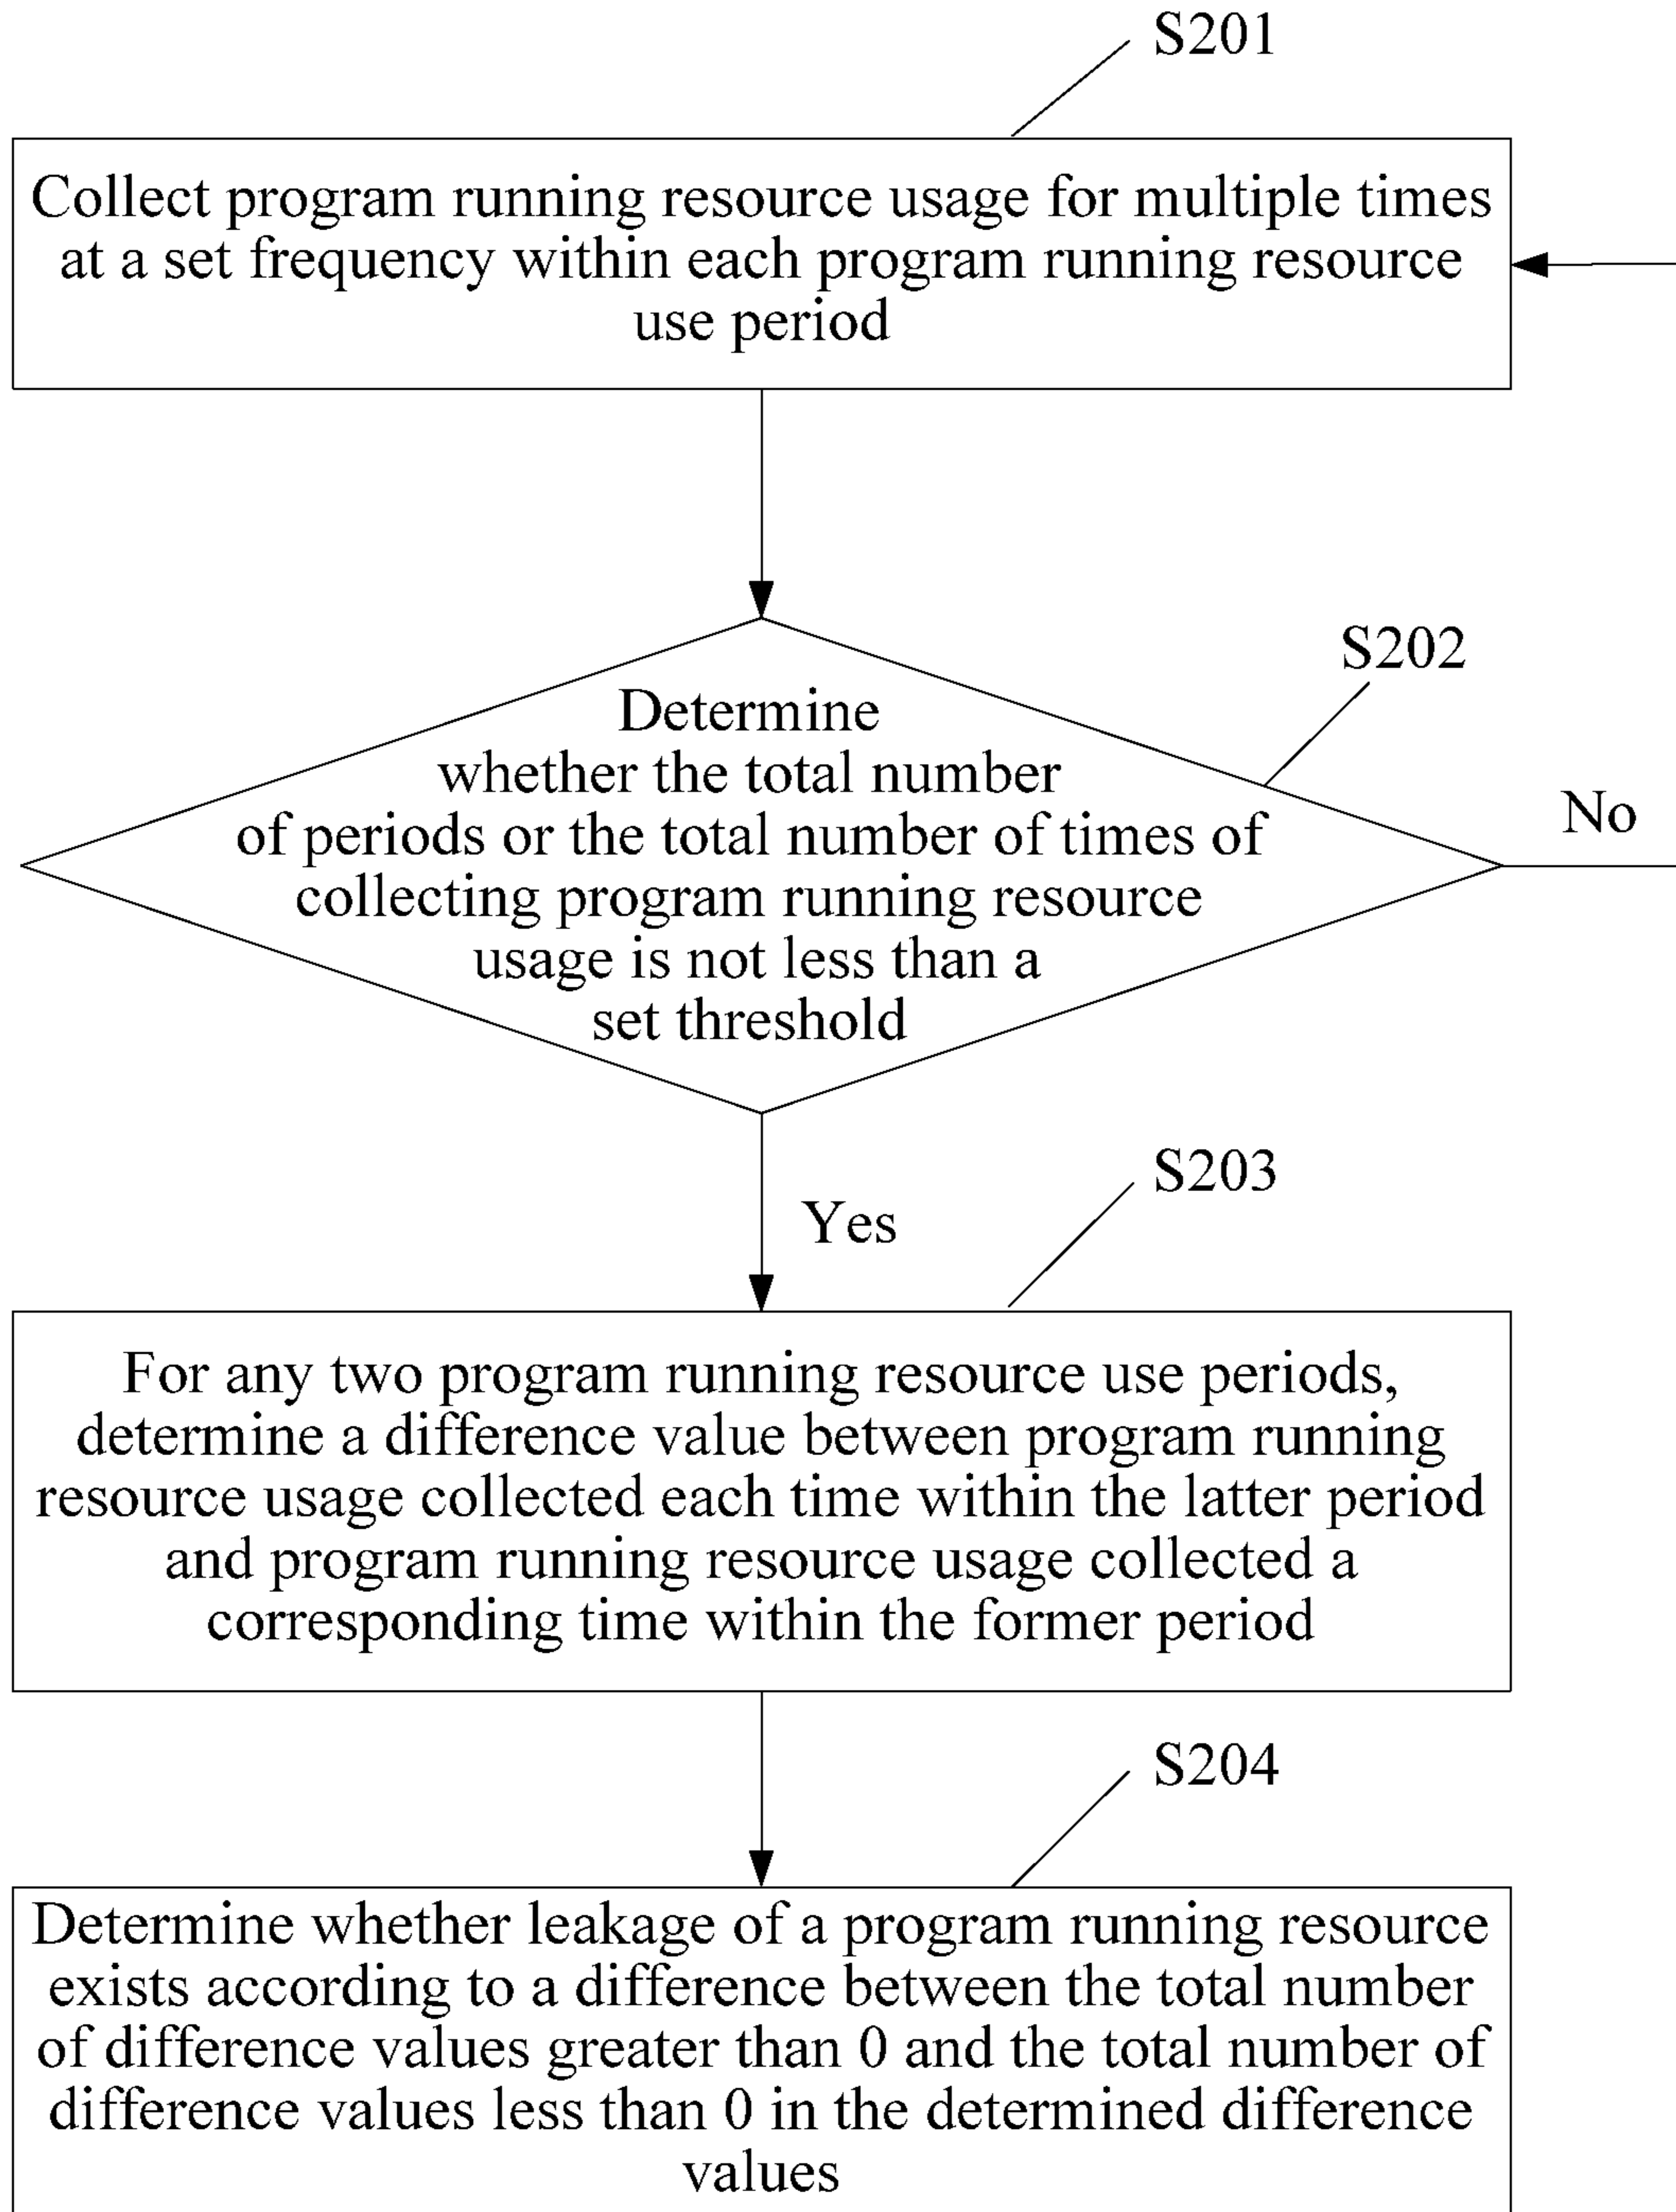 S201
Collect program running resource usage for multiple times
at a set frequency within each program running resource
use period
S202
Determine
whether the total number
of periods or the total number of times of
collecting program running resource
usage is not less than a
set threshold
No
Yes
S203
For any two program running resource use periods,
determine a difference value between program running
resource usage collected each time within the latter period
and program running resource usage collected a
corresponding time within the former period
S204
Determine whether leakage of a program running resource
exists according to a difference between the total number
of difference values greater than 0 and the total number of
difference values less than 0 in the determined difference
values